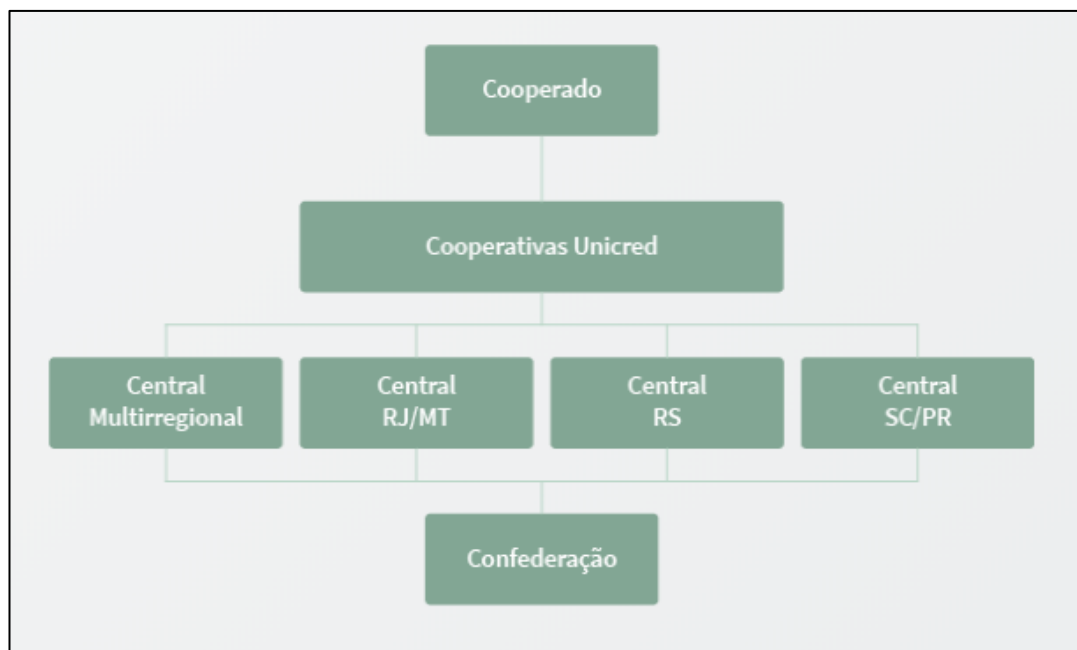 Cooperado
Cooperativas Unicred
Central
Multirregional
Central
RJ/MT
Central
RS
Central
SC/PR
Confederação